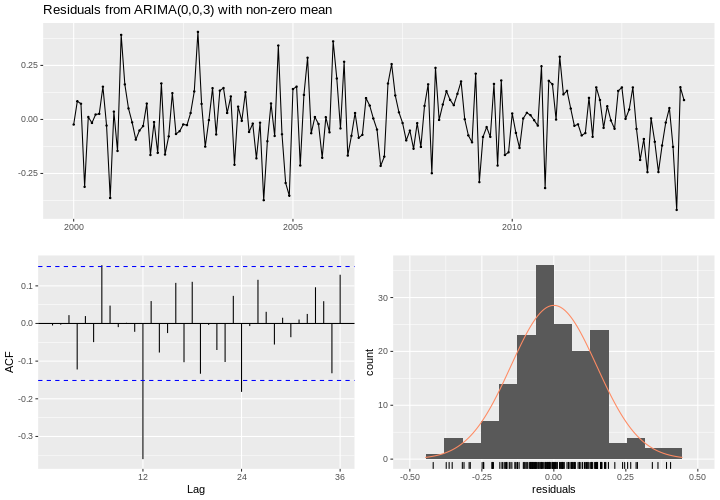 Residuals from ARIMA(0,0,3) with non-zero mean
0.25
0.00
-0.25
2000 2005 2010
ACF
0.1
0.0
-0.1
-0.2
-0.3
12 24 36
Lag
count
30
20
10
0
-0.50 -0.25 0.00 0.25 0.50
residuals